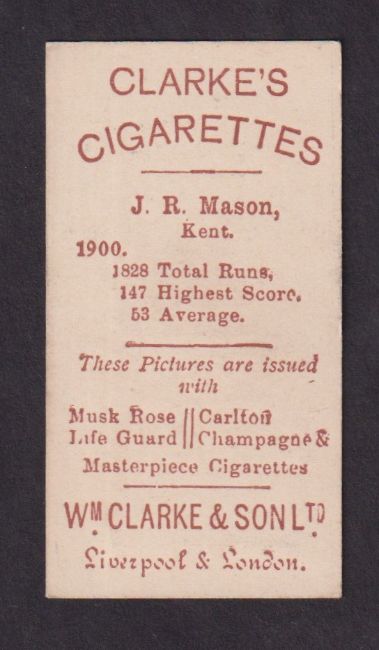 CLARKE'S
CIGARETTES
J. R. Mason,
Kent.
1900.
1828 Total Runs,
147 Highest Score.
53 Average.
These Pictures are issued
with
Musk Rose || Carlton
Life Guard || Champagne &
Masterpiece Cigarettes
WM CLARKE & SON LTD
Liverpool & London.